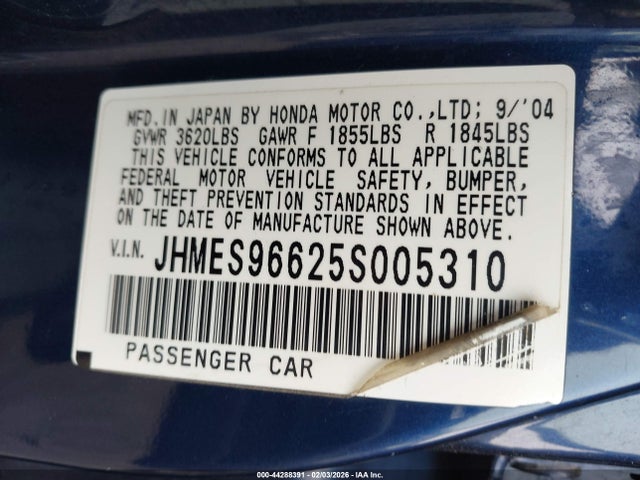 MFD.IN JAPAN BY HONDA MOTOR CO.,LTD; 9/'04
GVWR 3620LBS GAWR F 1855LBS R 1845LBS
THIS VEHICLE CONFORMS TO ALL APPLICABLE
FEDERAL MOTOR VEHICLE SAFETY, BUMPER,
AND THEFT PREVENTION STANDARDS IN EFFECT
ON THE DATE OF MANUFACTURE SHOWN ABOVE.
V.I.N. JHMES96625S005310
PASSENGER CAR
000-44288391 - 02/03/2026 - IAA Inc.